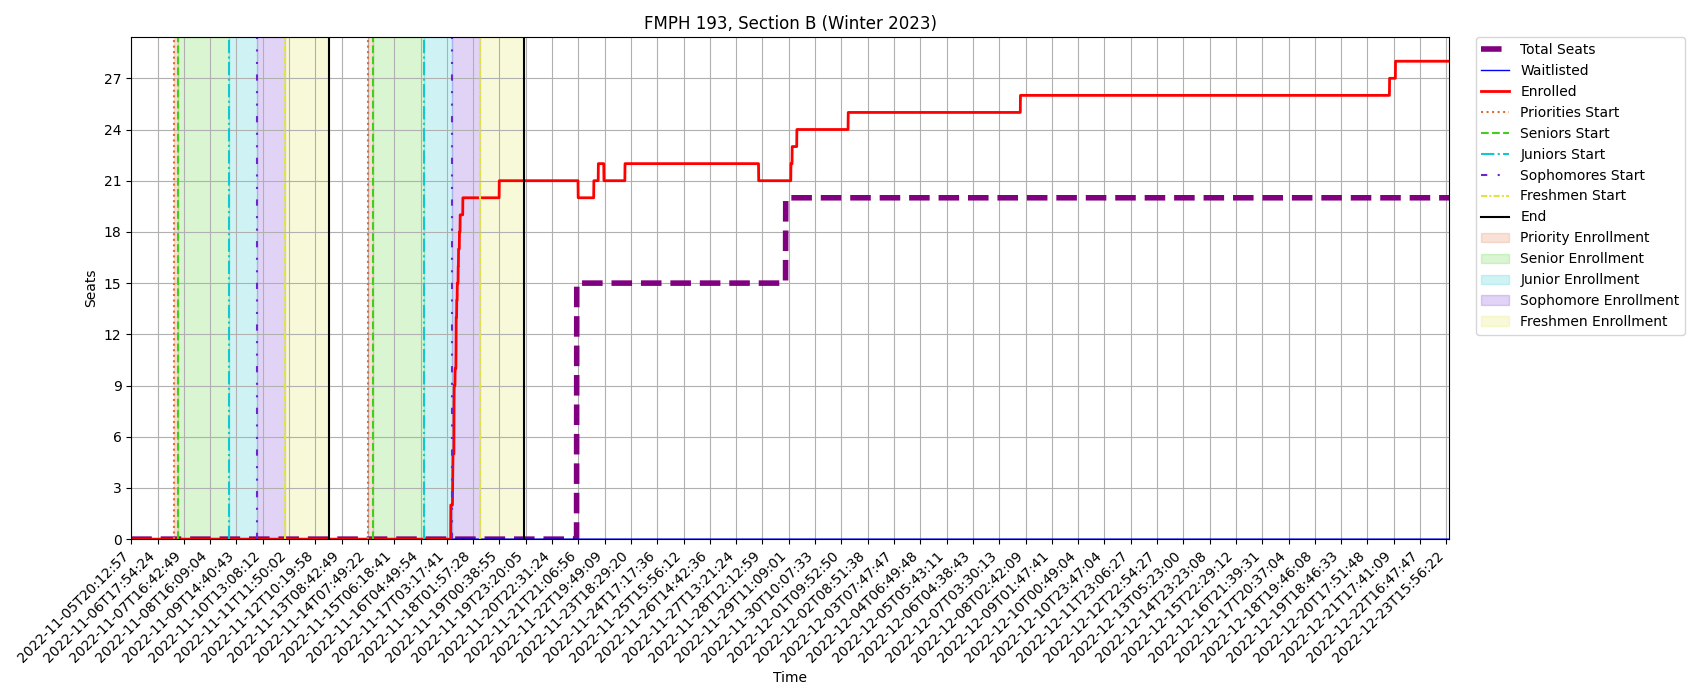 FMPH 193, Section B (Winter 2023)
27
24
21
18
15
12
9
6
3
0
Seats
2022-11-05T20:12:57
2022-11-06T17:54:24
2022-11-07T16:42:49
2022-11-08T16:09:04
2022-11-09T14:40:43
2022-11-10T13:08:12
2022-11-11T11:50:02
2022-11-12T10:19:58
2022-11-13T08:42:49
2022-11-14T07:49:22
2022-11-15T06:18:41
2022-11-16T04:49:54
2022-11-17T03:17:41
2022-11-18T01:57:28
2022-11-19T00:38:55
2022-11-19T23:20:05
2022-11-20T22:31:24
2022-11-21T21:06:56
2022-11-22T19:49:09
2022-11-23T18:29:20
2022-11-24T17:17:36
2022-11-25T15:56:12
2022-11-26T14:42:36
2022-11-27T13:21:24
2022-11-28T12:12:59
2022-11-29T11:09:01
2022-11-30T10:07:33
2022-12-01T09:52:50
2022-12-02T08:51:38
2022-12-03T07:47:47
2022-12-04T06:49:48
2022-12-05T05:43:11
2022-12-06T04:38:43
2022-12-07T03:30:13
2022-12-08T02:42:09
2022-12-09T01:47:41
2022-12-10T00:49:04
2022-12-10T23:47:04
2022-12-11T23:06:27
2022-12-12T22:54:27
2022-12-13T05:23:00
2022-12-14T23:23:08
2022-12-15T22:29:12
2022-12-16T21:39:31
2022-12-17T20:37:04
2022-12-18T19:46:08
2022-12-19T18:46:33
2022-12-20T17:51:48
2022-12-21T17:41:09
2022-12-22T16:47:47
2022-12-23T15:56:22
Time
Total Seats
Waitlisted
Enrolled
Priorities Start
Seniors Start
Juniors Start
Sophomores Start
Freshmen Start
End
Priority Enrollment
Senior Enrollment
Junior Enrollment
Sophomore Enrollment
Freshmen Enrollment